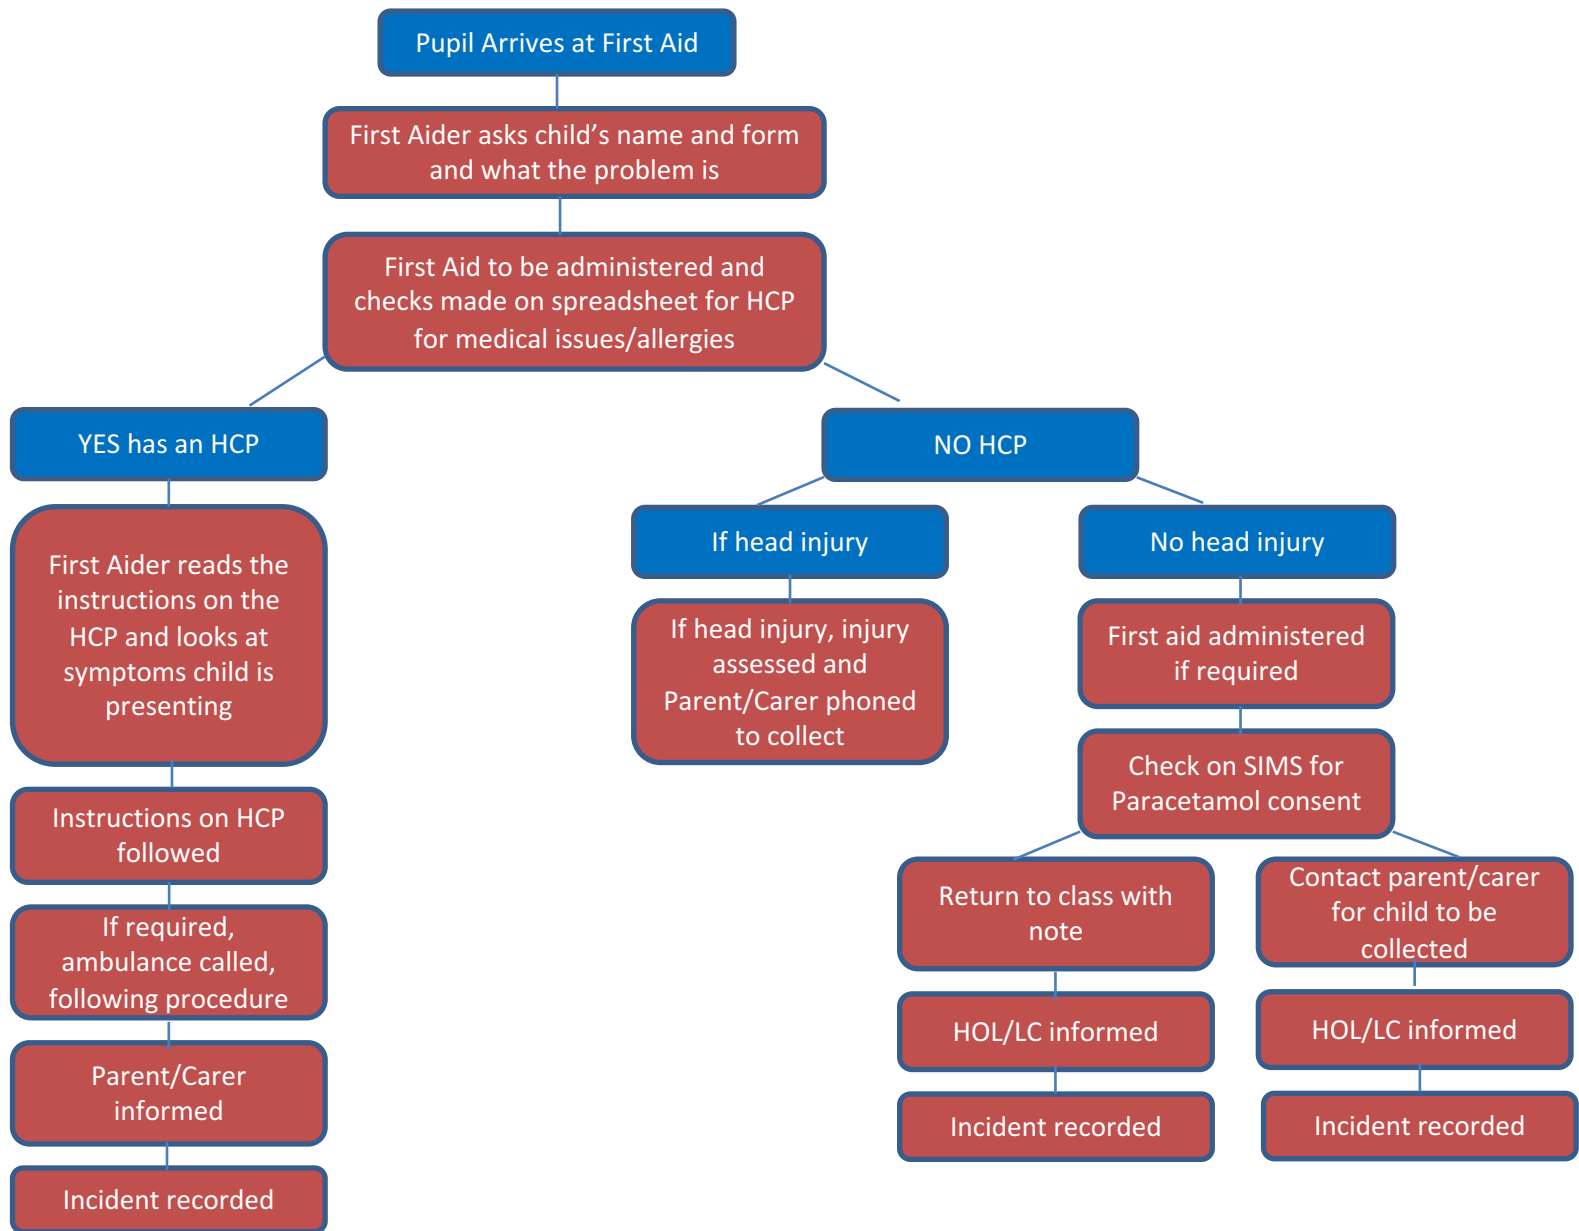 Pupil Arrives at First Aid
First Aider asks child’s name and form
and what the problem is
First Aid to be administered and
checks made on spreadsheet for HCP
for medical issues/allergies
YES has an HCP
First Aider reads the
instructions on the
HCP and looks at
symptoms child is
presenting
Instructions on HCP
followed
If required,
ambulance called,
following procedure
Parent/Carer
informed
Incident recorded
NO HCP
If head injury
If head injury, injury
assessed and
Parent/Carer phoned
to collect
No head injury
First aid administered
if required
Check on SIMS for
Paracetamol consent
Return to class with
note
HOL/LC informed
Incident recorded
Contact parent/carer
for child to be
collected
HOL/LC informed
Incident recorded